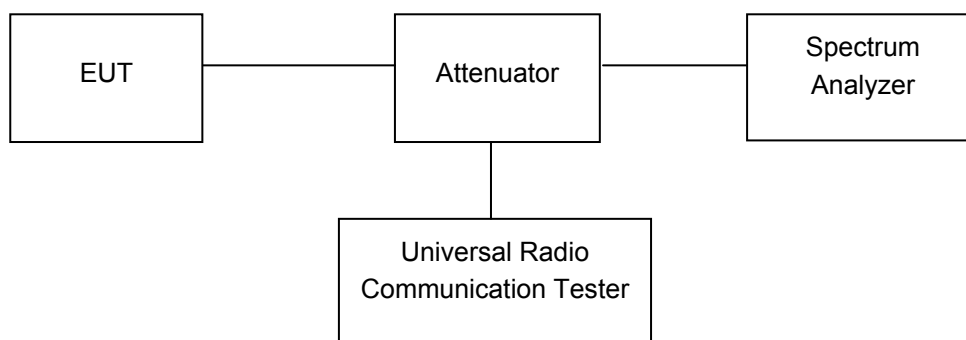 EUT
Attenuator
Spectrum
Analyzer
Universal Radio
Communication Tester